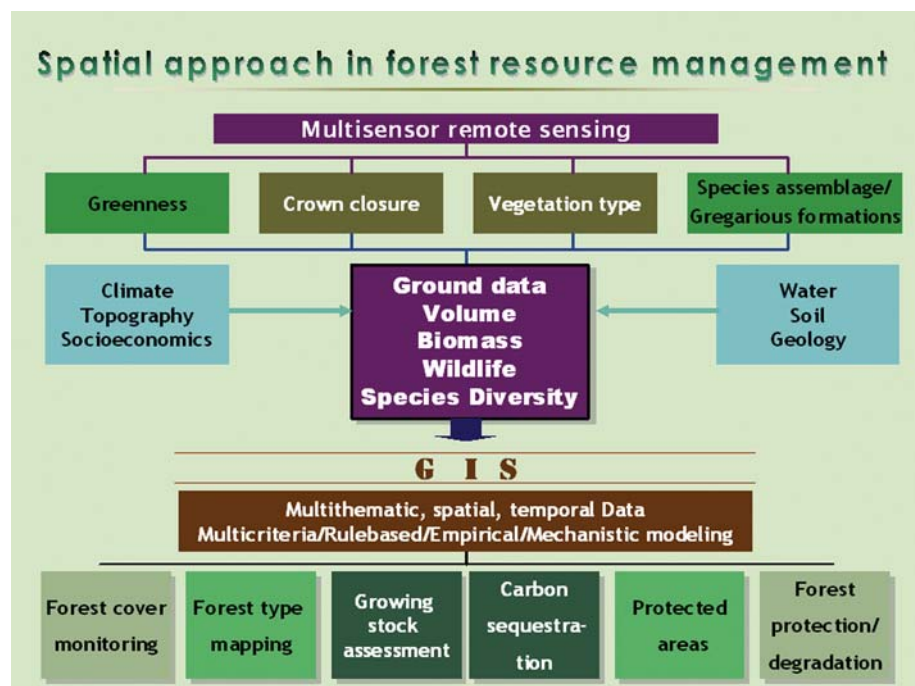 Spatial approach in forest resource management
Multisensor remote sensing
Greenness
Crown closure
Vegetation type
Species assemblage/
Gregarious formations
Climate
Topography
Socioeconomics
Ground data
Volume
Biomass
Wildlife
Species Diversity
Water
Soil
Geology
G I S
Multithematic, spatial, temporal Data
Multicriteria/Rulebased/Empirical/Mechanistic modeling
Forest cover
monitoring
Forest type
mapping
Growing
stock
assessment
Carbon
sequestra-
tion
Protected
areas
Forest
protection/
degradation